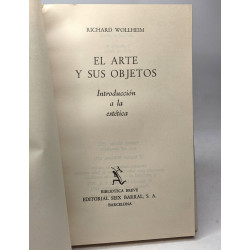 RICHARD WOLLHEIM
EL ARTE
Y SUS OBJETOS
Introducción
a la
estética
BIBLIOTECA BREVE
EDITORIAL SEIX BARRAL, S. A.
BARCELONA